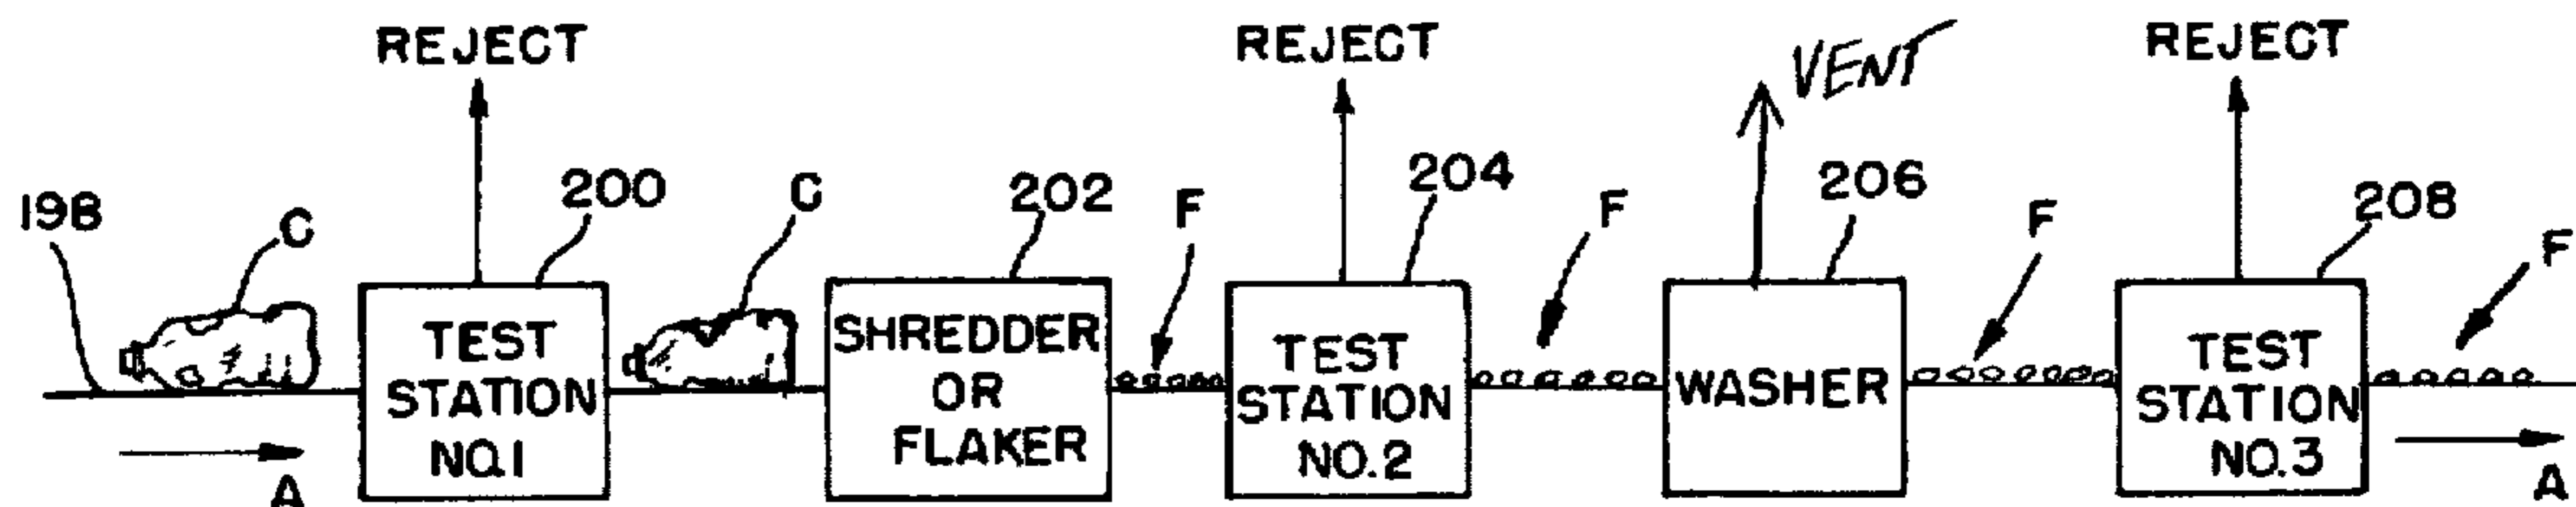 REJECT
REJECT
VENT
REJECT
198
C
200
C
202
F
204
F
206
F
208
F
TEST
STATION
NO.1
SHREDDER
OR
FLAKER
TEST
STATION
NO.2
WASHER
TEST
STATION
NO.3
A
A